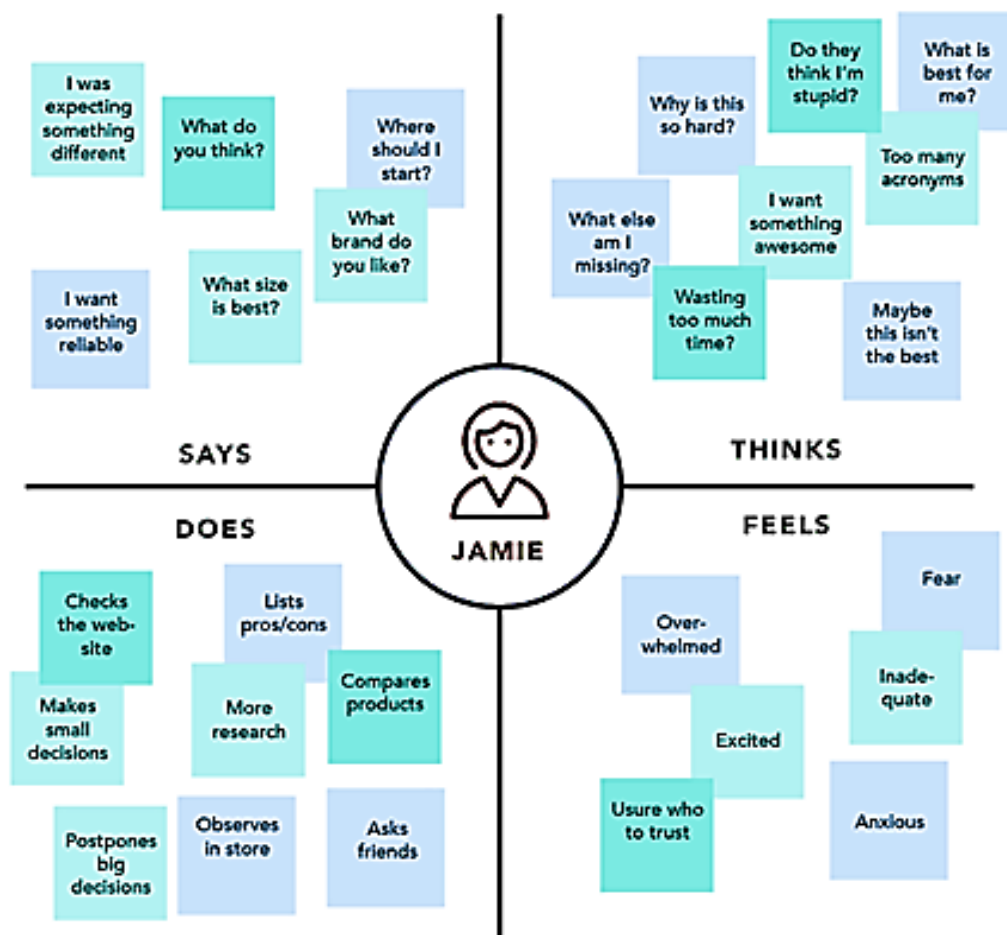 I was
expecting
something
different
What do
you think?
Where
should I
start?
What
brand do
you like?
What size
is best?
I want
something
reliable
SAYS
Do they
think I'm
stupid?
What is
best for
me?
Why is this
so hard?
Too many
acronyms
I want
something
awesome
What else
am I
missing?
Wasting
too much
time?
Maybe
this isn't
the best
THINKS
JAMIE
DOES
Checks
the web-
site
Lists
pros/cons
Makes
small
decisions
More
research
Compares
products
Postpones
big
decisions
Observes
in store
Asks
friends
FEELS
Fear
Over-
whelmed
Inade-
quate
Excited
Usure who
to trust
Anxious